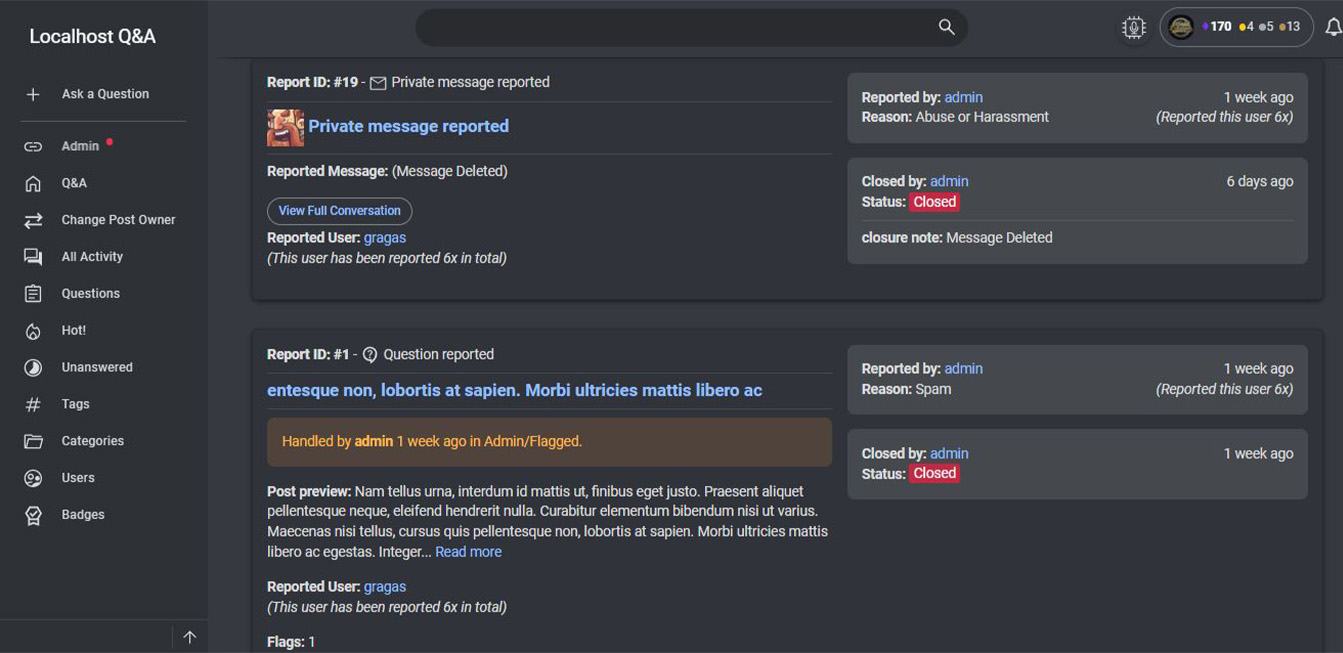 Localhost Q&A
170 4 5 13
Ask a Question
Admin
Q&A
Change Post Owner
All Activity
Questions
Hot!
Unanswered
Tags
Categories
Users
Badges
Report ID: #19 - Private message reported
Private message reported
Reported Message: (Message Deleted)
View Full Conversation
Reported User: gragas
(This user has been reported 6x in total)
Reported by: admin 1 week ago
Reason: Abuse or Harassment (Reported this user 6x)
Closed by: admin 6 days ago
Status: Closed
closure note: Message Deleted
Report ID: #1 - Question reported
entesque non, lobortis at sapien. Morbi ultricies mattis libero ac
Handled by admin 1 week ago in Admin/Flagged.
Post preview: Nam tellus urna, interdum id mattis ut, finibus eget justo. Praesent aliquet
pellentesque neque, eleifend hendrerit nulla. Curabitur elementum bibendum nisi ut varius.
Maecenas nisi tellus, cursus quis pellentesque non, lobortis at sapien. Morbi ultricies mattis
libero ac egestas. Integer... Read more
Reported User: gragas
(This user has been reported 6x in total)
Flags: 1
Reported by: admin 1 week ago
Reason: Spam (Reported this user 6x)
Closed by: admin 1 week ago
Status: Closed